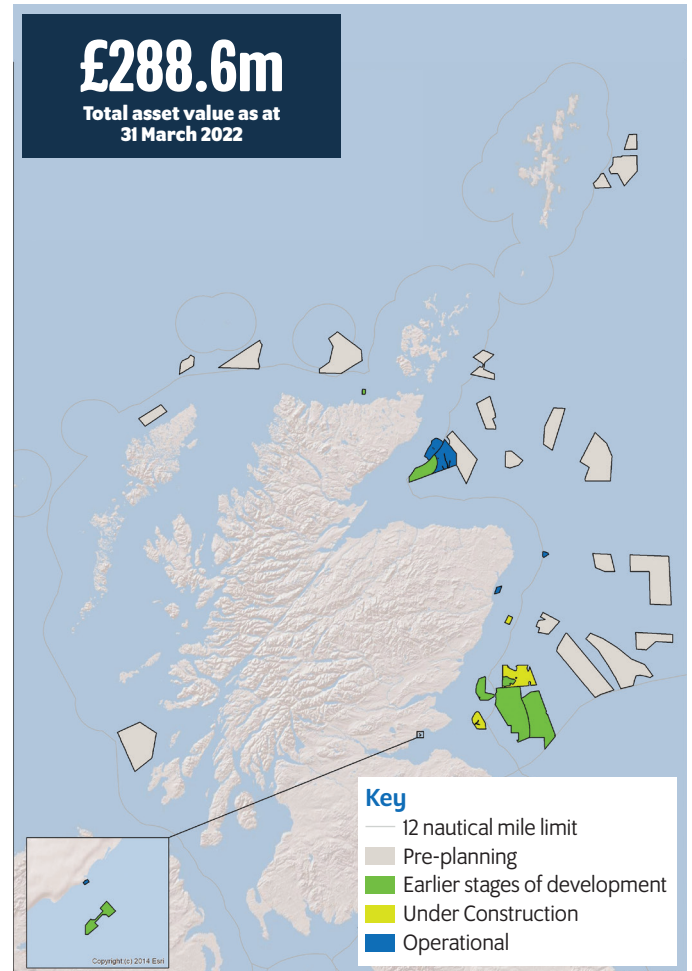 £288.6m
Total asset value as at
31 March 2022
Key
12 nautical mile limit
Pre-planning
Earlier stages of development
Under Construction
Operational
Copyright:(c) 2014 Esri